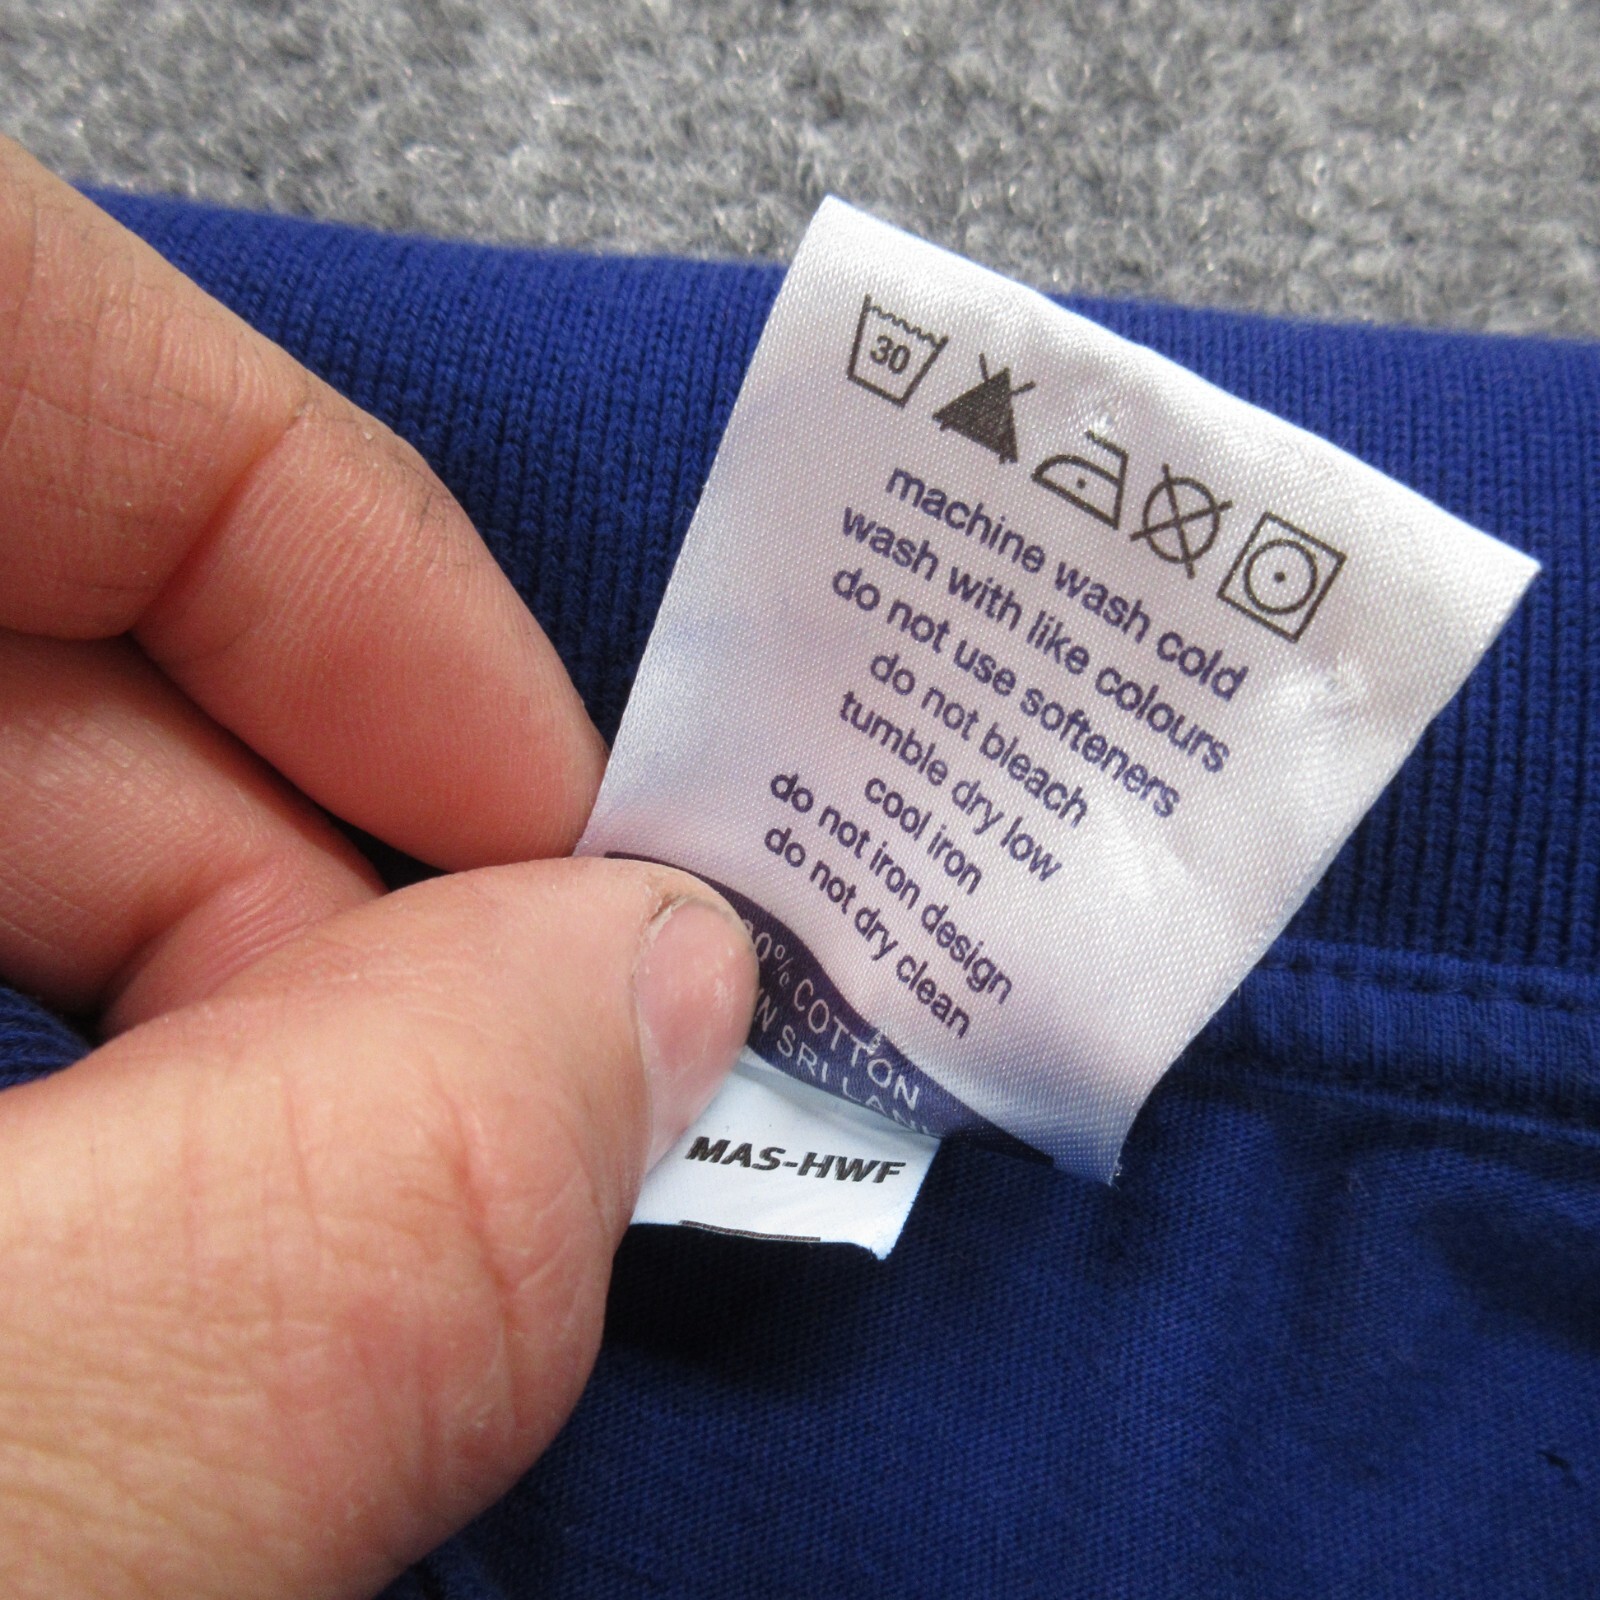 30
machine wash cold
wash with like colours
do not use softeners
do not bleach
tumble dry low
cool iron
do not iron design
do not dry clean
COTTON
SRI
MAS-HWF